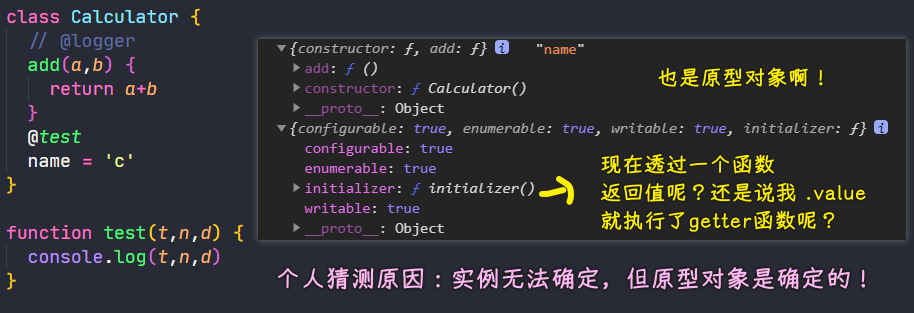 class Calculator {
// @logger
add(a,b) {
return a+b
}
@test
name = 'c'
}
function test(t,n,d) {
console.log(t,n,d)
}
▼{constructor: ƒ, add: ƒ} i "name"
▶add: ƒ ()
▶constructor: ƒ Calculator()
▶__proto__: Object
▼{configurable: true, enumerable: true, writable: true, initializer: ƒ} i
configurable: true
enumerable: true
▶initializer: ƒ initializer()
writable: true
▶__proto__: Object
也是原型对象啊！
现在透过一个函数
返回值呢？还是说我 .value
就执行了getter函数呢？
个人猜测原因：实例无法确定，但原型对象是确定的！